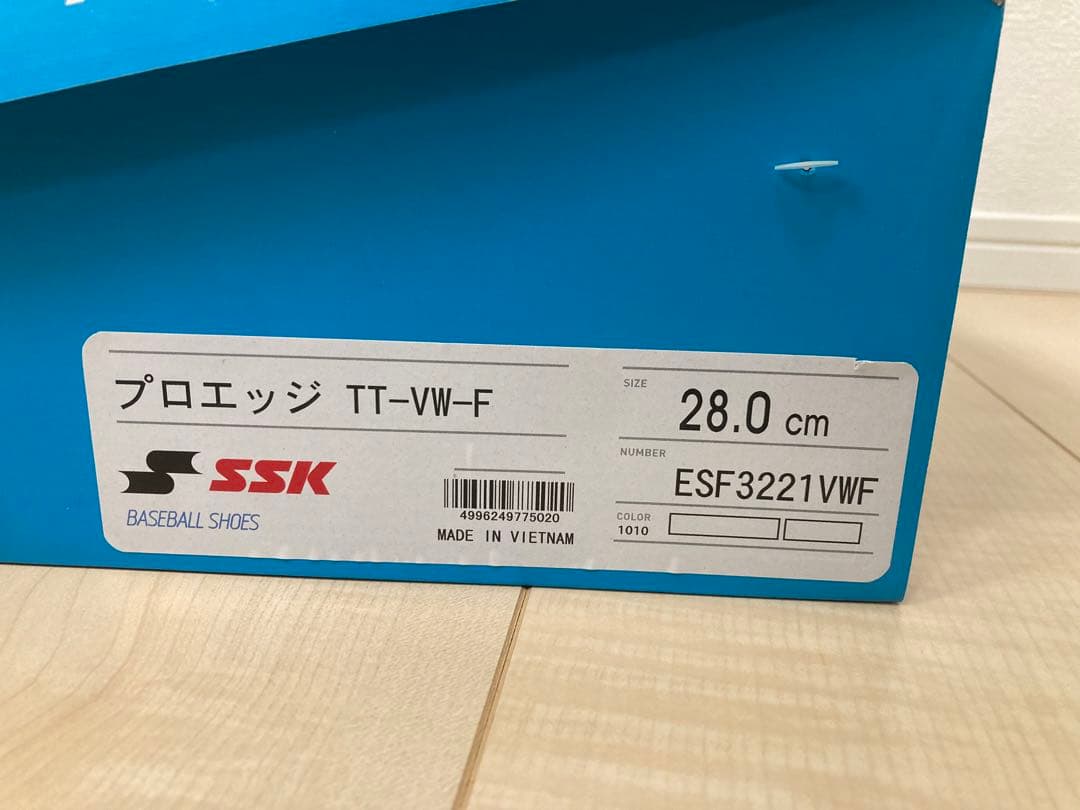 プロエッジ TT-VW-F
SSK
BASEBALL SHOES
4996249775020
MADE IN VIETNAM
SIZE
28.0 cm
NUMBER
ESF3221VWF
COLOR
1010